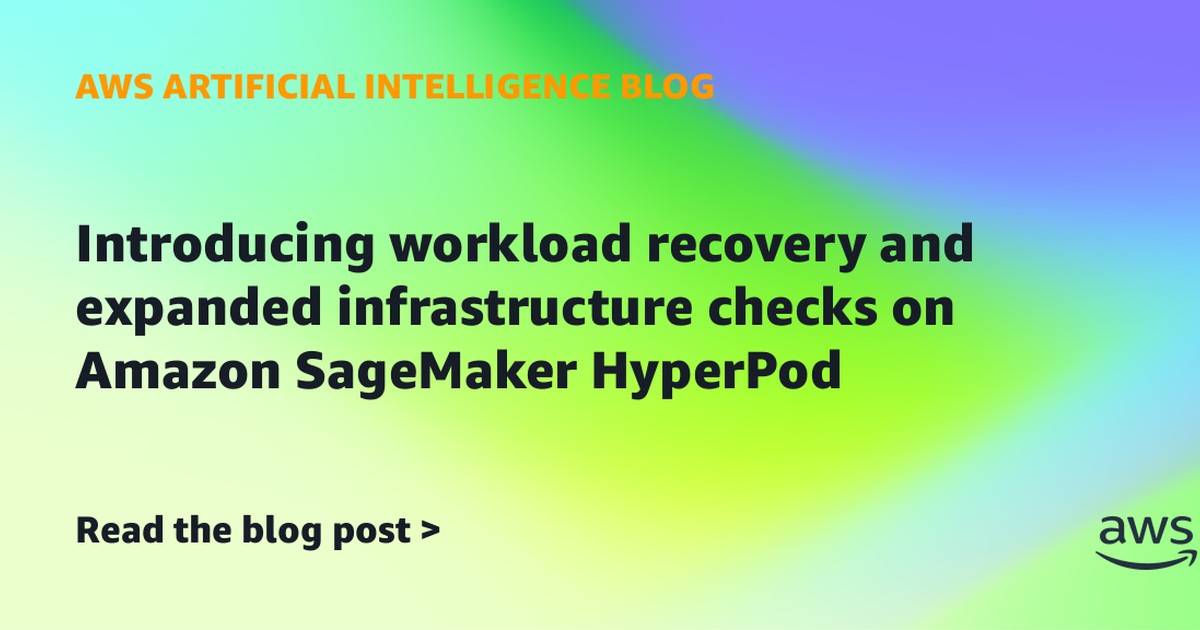 AWS ARTIFICIAL INTELLIGENCE BLOG
Introducing workload recovery and
expanded infrastructure checks on
Amazon SageMaker HyperPod
Read the blog post >
aws